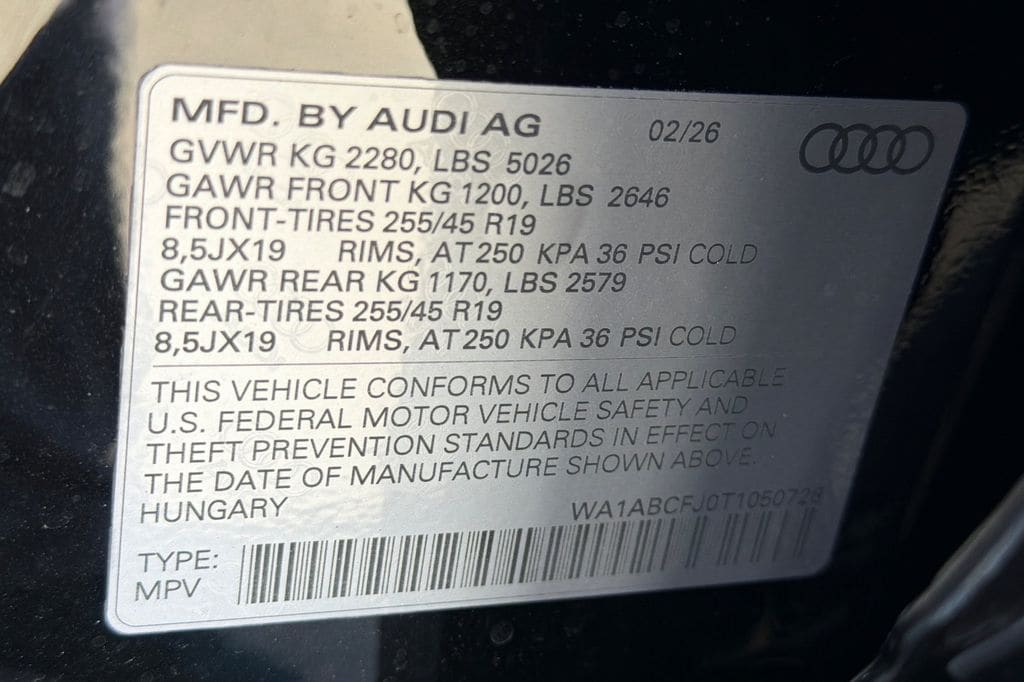 MFD. BY AUDI AG 02/26
GVWR KG 2280, LBS 5026
GAWR FRONT KG 1200, LBS 2646
FRONT-TIRES 255/45 R19
8,5JX19 RIMS, AT 250 KPA 36 PSI COLD
GAWR REAR KG 1170, LBS 2579
REAR-TIRES 255/45 R19
8,5JX19 RIMS, AT 250 KPA 36 PSI COLD
THIS VEHICLE CONFORMS TO ALL APPLICABLE
U.S. FEDERAL MOTOR VEHICLE SAFETY AND
THEFT PREVENTION STANDARDS IN EFFECT ON
THE DATE OF MANUFACTURE SHOWN ABOVE.
HUNGARY WA1ABCFJ0T1050728
TYPE:
MPV